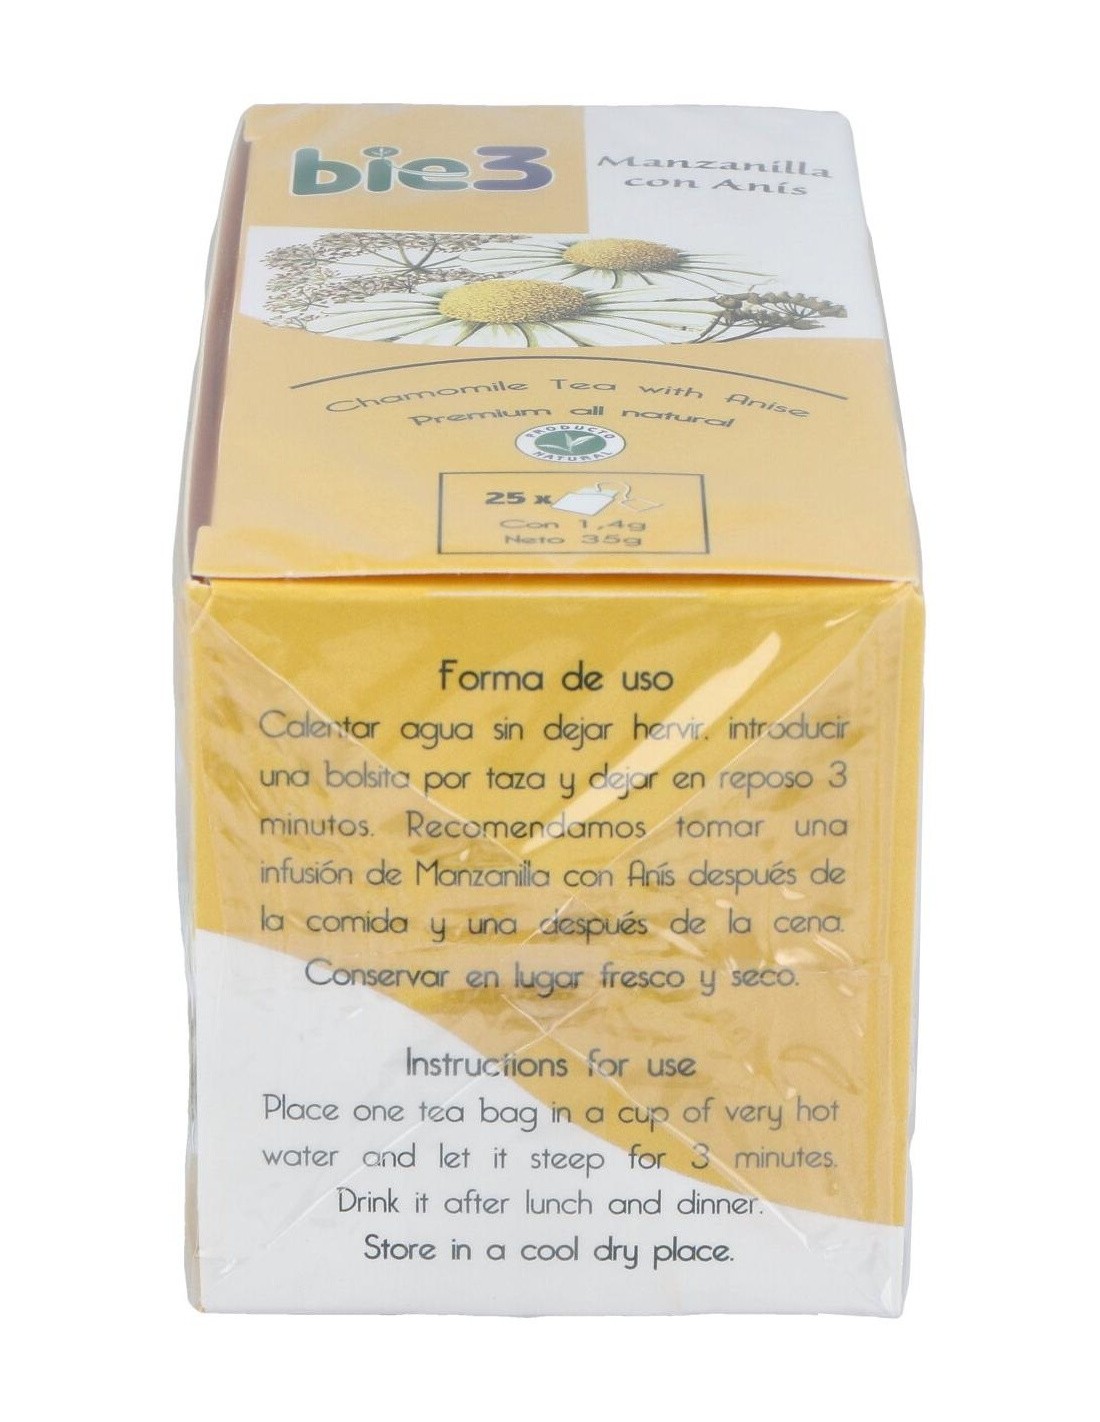 bie3
Manzanilla
con Anís
Chamomile Tea with Anise
Premium all natural
PRODUCTO
NATURAL
25 x
Con 1,4g
Neto 35g
Forma de uso
Calentar agua sin dejar hervir. introducir
una bolsita por taza y dejar en reposo 3
minutos. Recomendamos tomar una
infusión de Manzanilla con Anís después de
la comida y una después de la cena.
Conservar en lugar fresco y seco.
Instructions for use
Place one tea bag in a cup of very hot
water and let it steep for 3 minutes.
Drink it after lunch and dinner.
Store in a cool dry place.